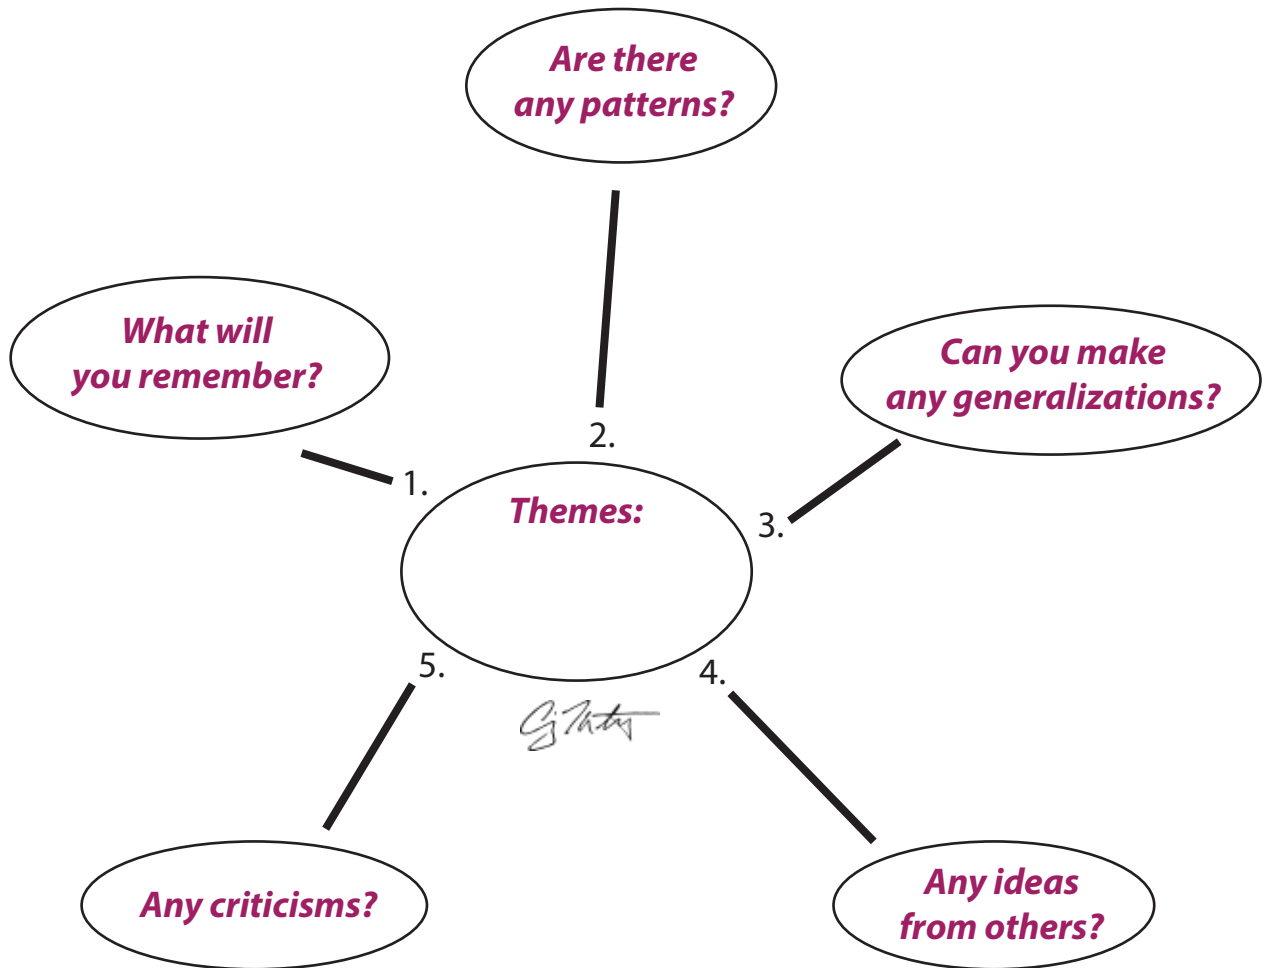 Are there
any patterns?
What will
you remember?
Can you make
any generalizations?
2.
1.
Themes:
3.
5.
4.
Any criticisms?
Any ideas
from others?